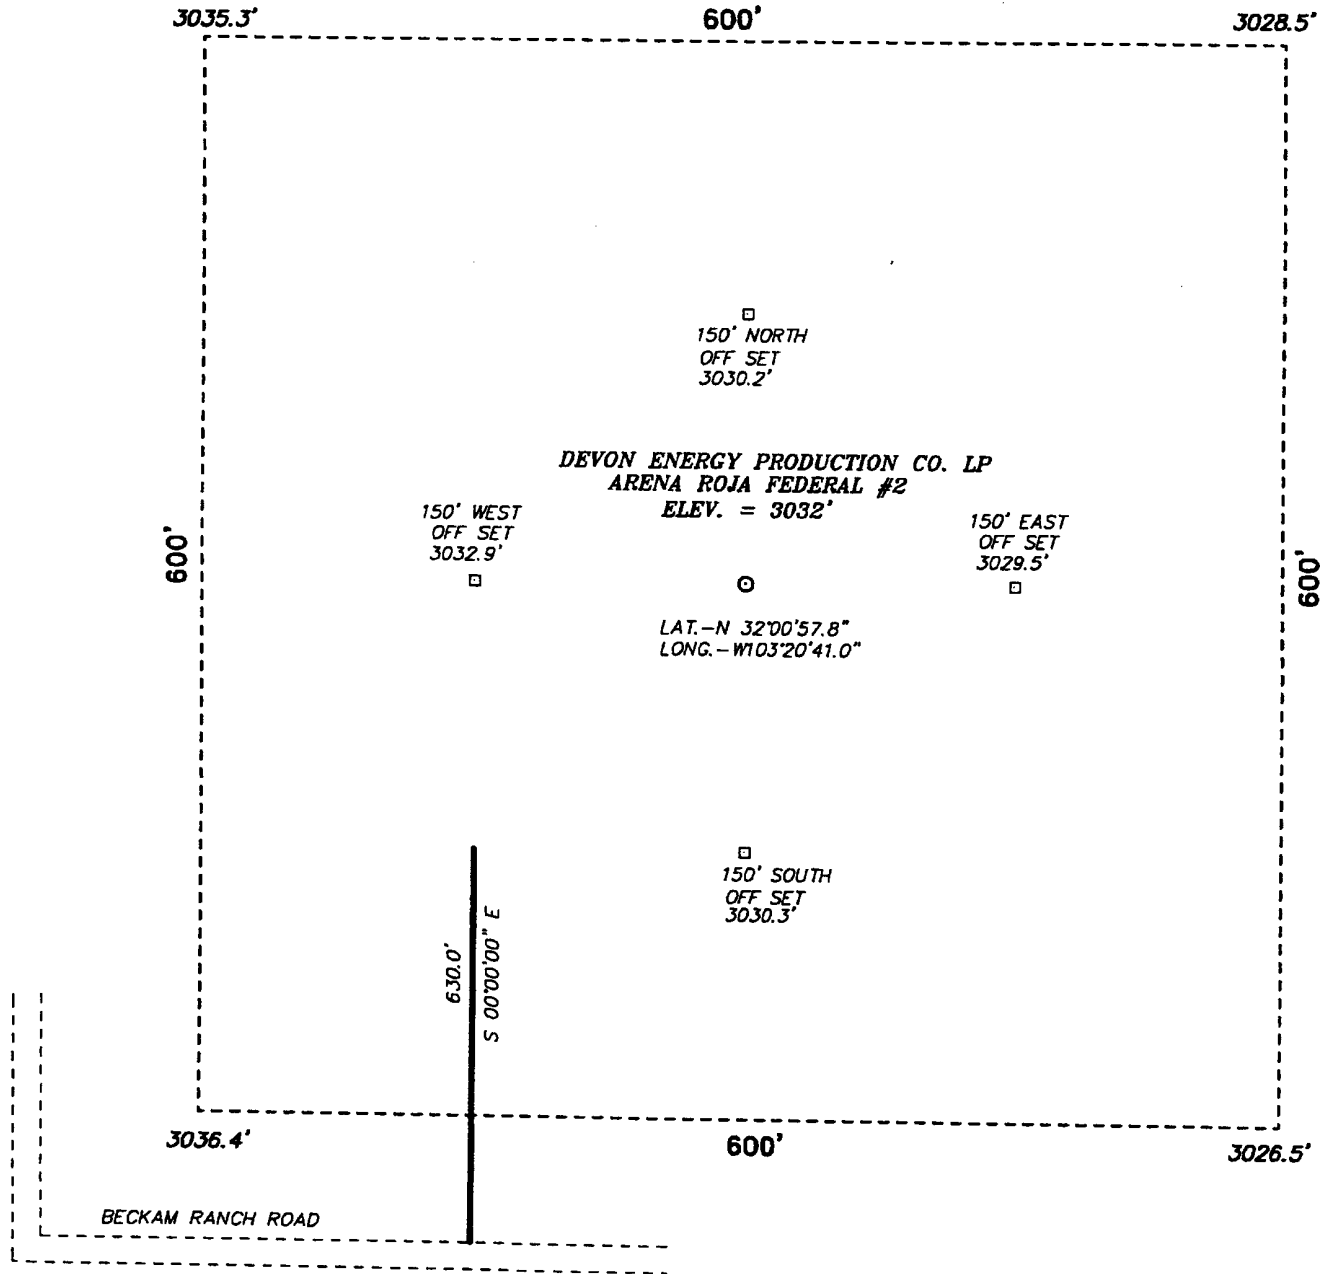 3035.3'
600'
3028.5'
150' NORTH
OFF SET
3030.2'
DEVON ENERGY PRODUCTION CO. LP
ARENA ROJA FEDERAL #2
ELEV. = 3032'
150' WEST
OFF SET
3032.9'
150' EAST
OFF SET
3029.5'
600'
600'
LAT.-N 32°00'57.8"
LONG.-W103°20'41.0"
150' SOUTH
OFF SET
3030.3'
630.0'
S 00°00'00" E
3036.4'
600'
3026.5'
BECKAM RANCH ROAD